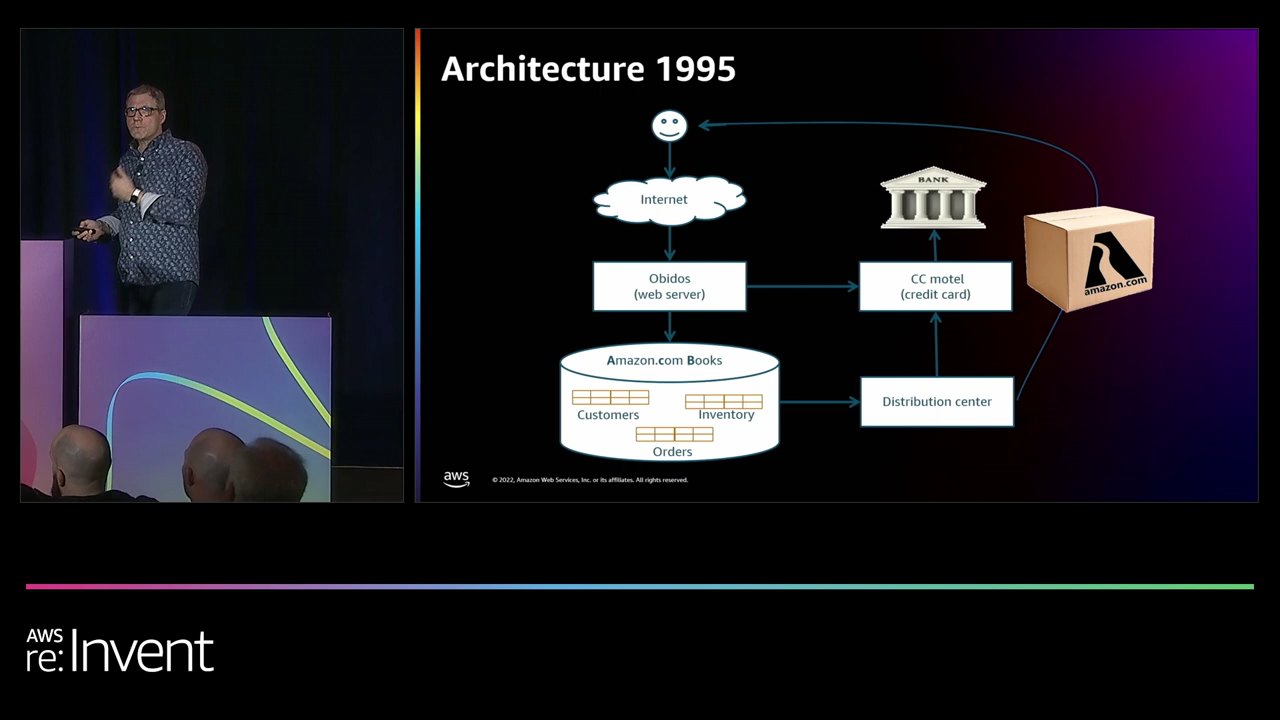 Architecture 1995
Internet
BANK
Obidos
(web server)
CC motel
(credit card)
amazon.com
Amazon.com Books
Customers
Inventory
Orders
Distribution center
aws
© 2022, Amazon Web Services, Inc. or its affiliates. All rights reserved.
AWS
re:Invent